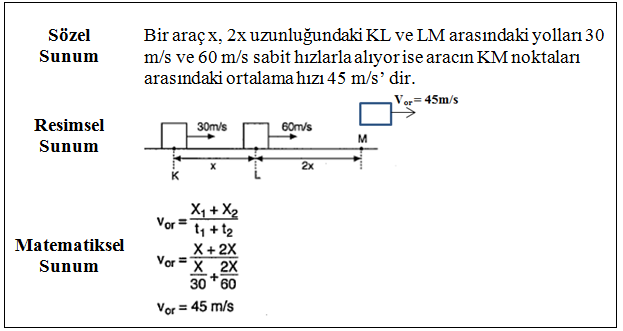 Sözel
Sunum
Bir araç x, 2x uzunluğundaki KL ve LM arasındaki yolları 30
m/s ve 60 m/s sabit hızlarla alıyor ise aracın KM noktaları
arasındaki ortalama hızı 45 m/s’ dir.
Resimsel
Sunum
Vor= 45m/s
30m/s
60m/s
M
x
2x
K
L
Matematiksel
Sunum
Vor = X1 + X2 / t1 + t2
Vor = X + 2X / X/30 + 2X/60
Vor = 45 m/s